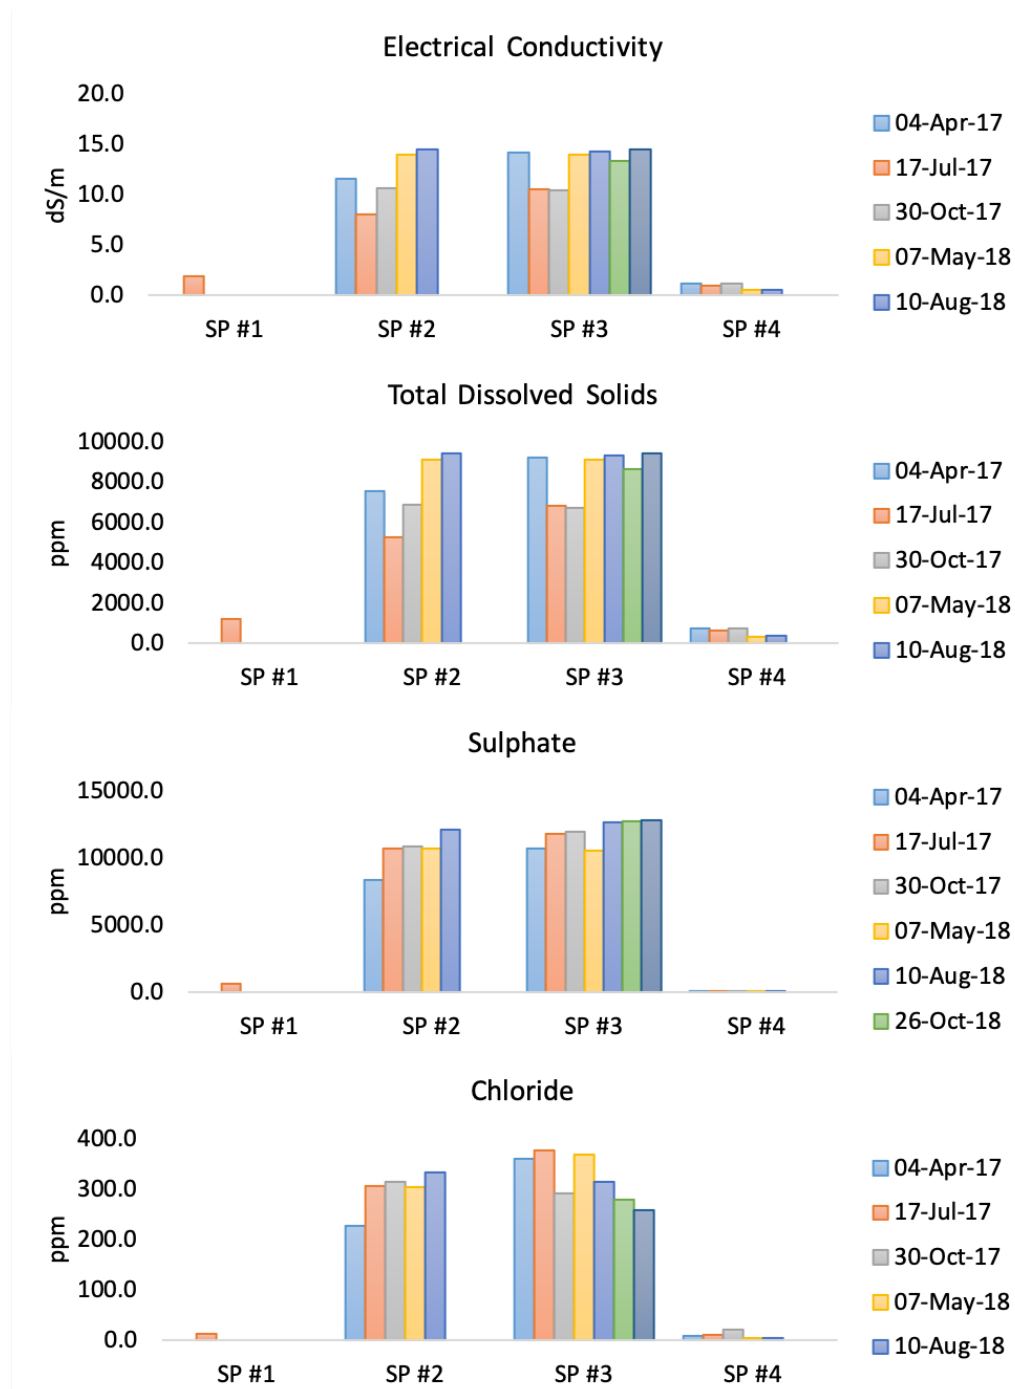 Electrical Conductivity
20.0
15.0
10.0
5.0
0.0
dS/m
SP #1
SP #2
SP #3
SP #4
04-Apr-17
17-Jul-17
30-Oct-17
07-May-18
10-Aug-18
Total Dissolved Solids
10000.0
8000.0
6000.0
4000.0
2000.0
0.0
ppm
SP #1
SP #2
SP #3
SP #4
04-Apr-17
17-Jul-17
30-Oct-17
07-May-18
10-Aug-18
Sulphate
15000.0
10000.0
5000.0
0.0
ppm
SP #1
SP #2
SP #3
SP #4
04-Apr-17
17-Jul-17
30-Oct-17
07-May-18
10-Aug-18
26-Oct-18
Chloride
400.0
300.0
200.0
100.0
0.0
ppm
SP #1
SP #2
SP #3
SP #4
04-Apr-17
17-Jul-17
30-Oct-17
07-May-18
10-Aug-18